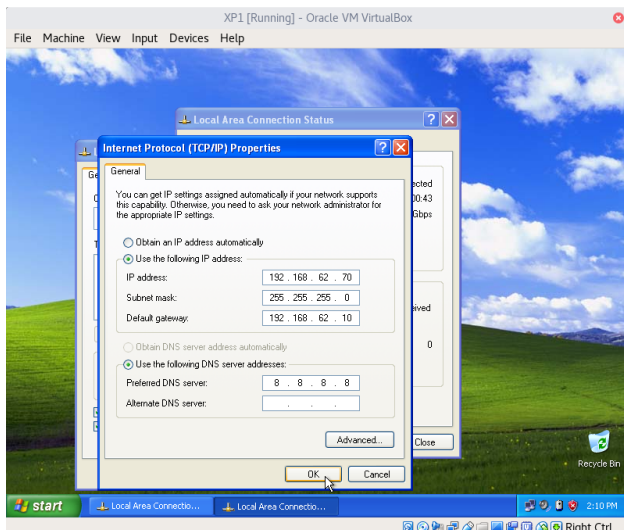 XP1 [Running] - Oracle VM VirtualBox
File Machine View Input Devices Help
Local Area Connection Status
Internet Protocol (TCP/IP) Properties
General
You can get IP settings assigned automatically if your network supports
this capability. Otherwise, you need to ask your network administrator for
the appropriate IP settings.
Obtain an IP address automatically
Use the following IP address:
IP address: 192 . 168 . 62 . 70
Subnet mask: 255 . 255 . 255 . 0
Default gateway: 192 . 168 . 62 . 10
Obtain DNS server address automatically
Use the following DNS server addresses:
Preferred DNS server: 8 . 8 . 8 . 8
Alternate DNS server: . . .
Advanced...
OK Cancel
Ge
ected
00:43
Gbps
eived
0
Close
Recycle Bin
start
Local Area Connectio...
Local Area Connectio...
2:10 PM
Right Ctrl